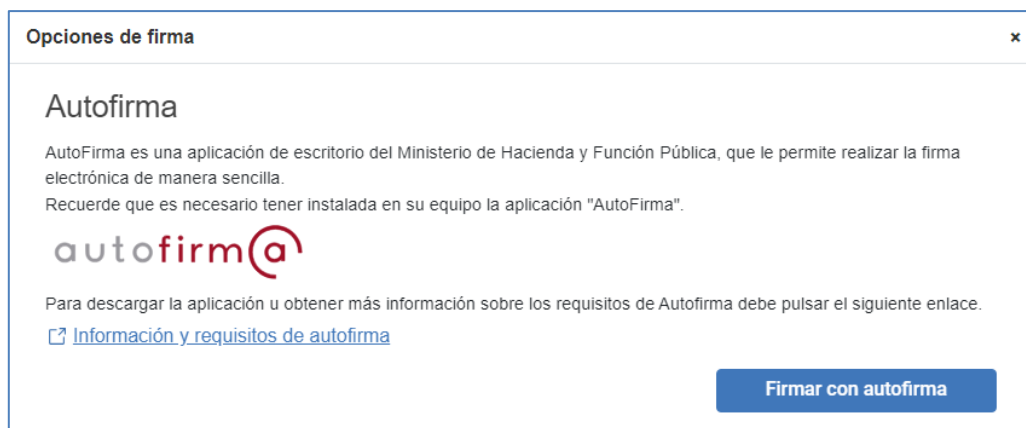 Opciones de firma ×
Autofirma
AutoFirma es una aplicación de escritorio del Ministerio de Hacienda y Función Pública, que le permite realizar la firma
electrónica de manera sencilla.
Recuerde que es necesario tener instalada en su equipo la aplicación "AutoFirma".
autofirm@
Para descargar la aplicación u obtener más información sobre los requisitos de Autofirma debe pulsar el siguiente enlace.
Información y requisitos de autofirma
Firmar con autofirma